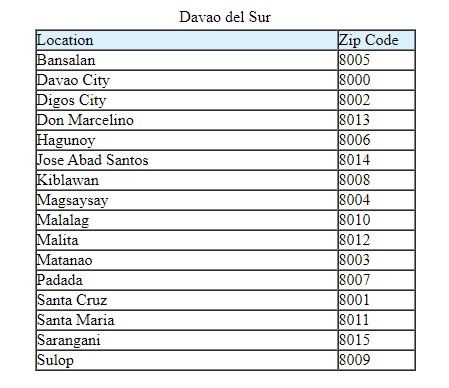 Davao del Sur
Location Zip Code
Bansalan 8005
Davao City 8000
Digos City 8002
Don Marcelino 8013
Hagunoy 8006
Jose Abad Santos 8014
Kiblawan 8008
Magsaysay 8004
Malalag 8010
Malita 8012
Matanao 8003
Padada 8007
Santa Cruz 8001
Santa Maria 8011
Sarangani 8015
Sulop 8009